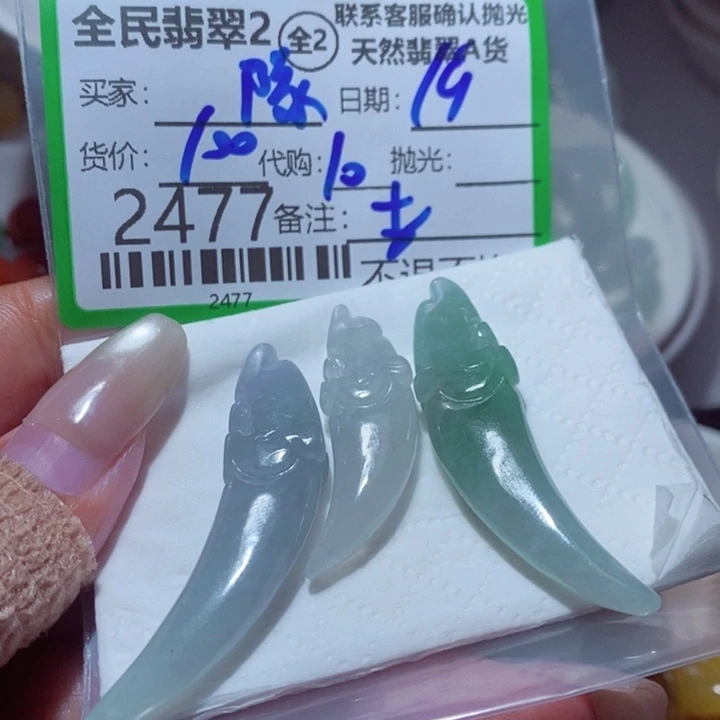 全民翡翠2 全2 联系客服确认抛光
天然翡翠A货
买家： 日期：19
货价：120 代购：10 抛光：
2477 备注：
2477